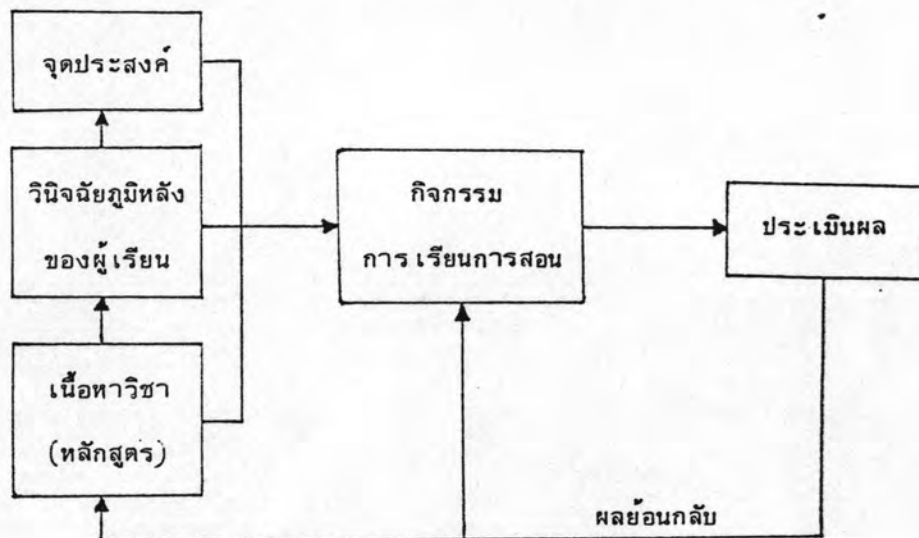 จุดประสงค์
วินิจฉัยภูมิหลัง
ของผู้เรียน
เนื้อหาวิชา
(หลักสูตร)
กิจกรรม
การเรียนการสอน
ประเมินผล
ผลย้อนกลับ